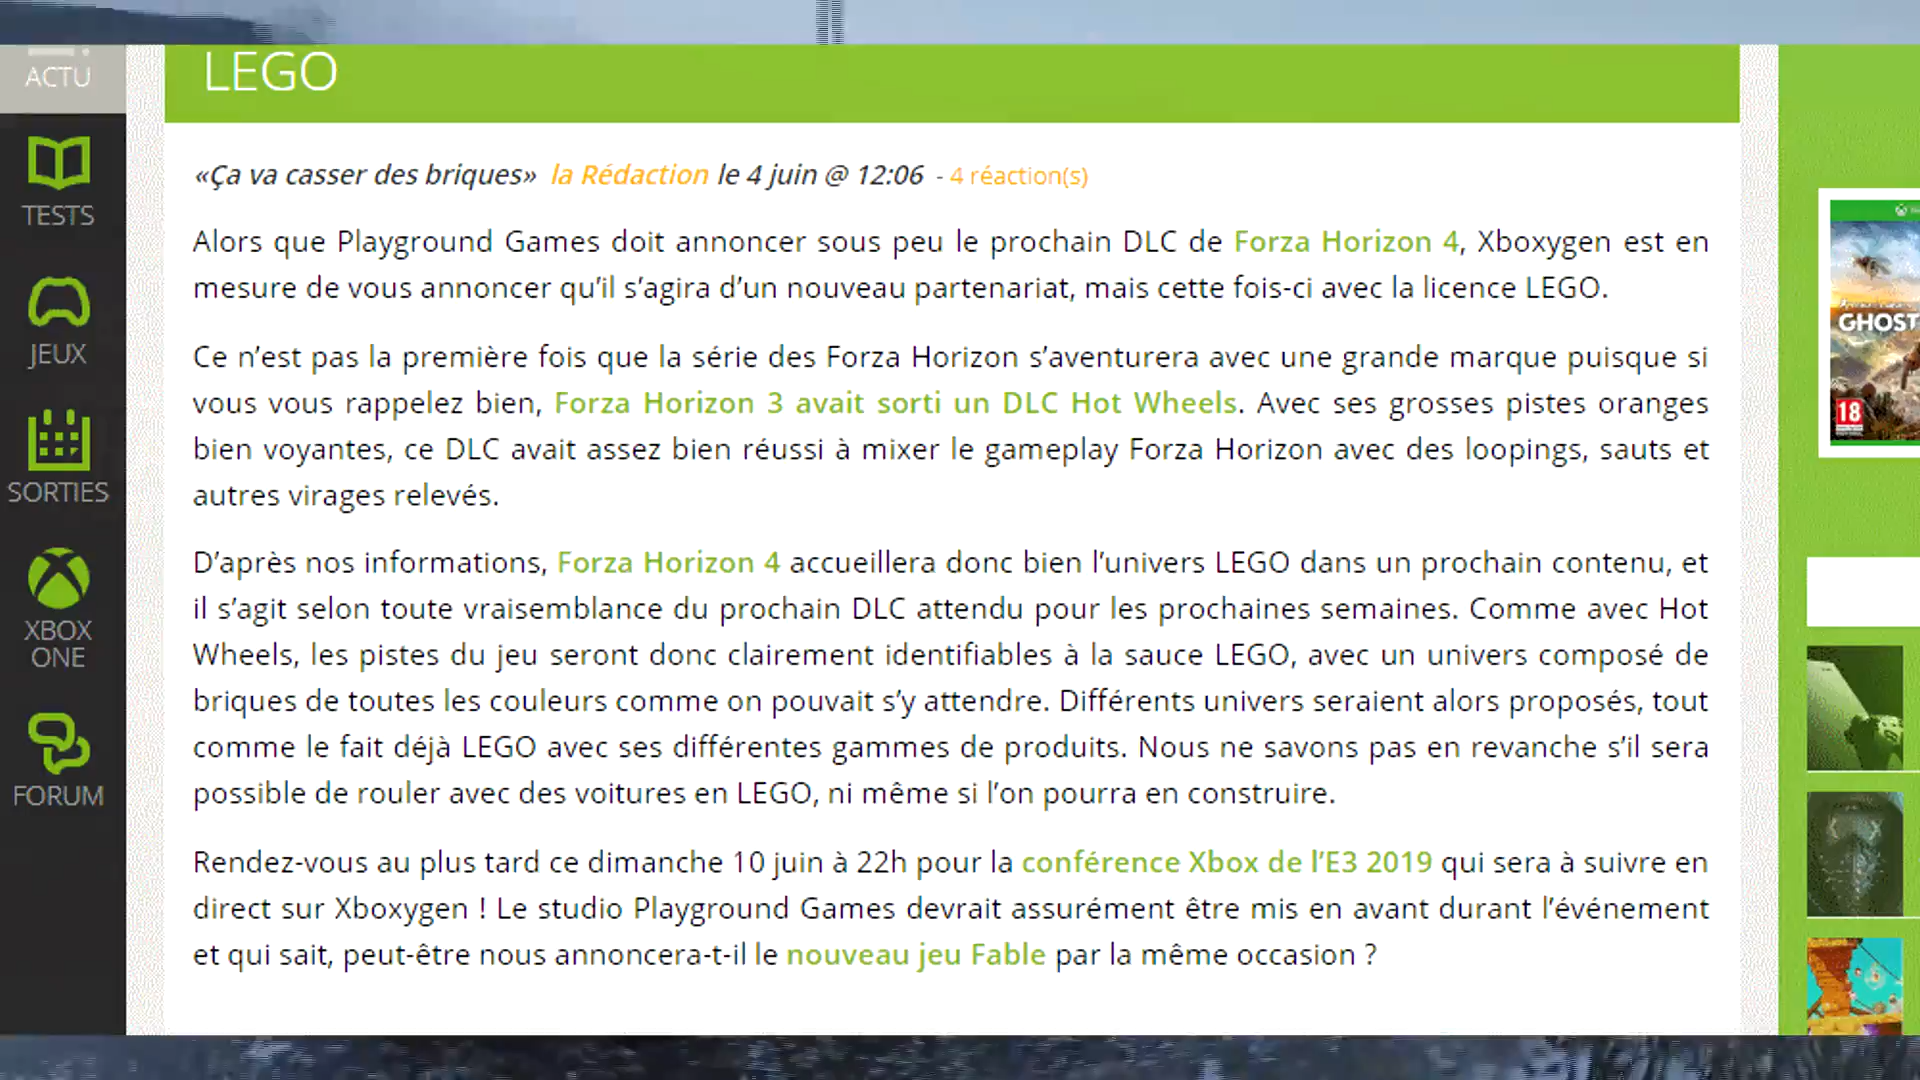 LEGO
ACTU
TESTS
JEUX
SORTIES
XBOX
ONE
FORUM
«Ça va casser des briques» la Rédaction le 4 juin @ 12:06 - 4 réaction(s)
Alors que Playground Games doit annoncer sous peu le prochain DLC de Forza Horizon 4, Xboxygen est en
mesure de vous annoncer qu’il s’agira d’un nouveau partenariat, mais cette fois-ci avec la licence LEGO.
Ce n’est pas la première fois que la série des Forza Horizon s’aventurera avec une grande marque puisque si
vous vous rappelez bien, Forza Horizon 3 avait sorti un DLC Hot Wheels. Avec ses grosses pistes oranges
bien voyantes, ce DLC avait assez bien réussi à mixer le gameplay Forza Horizon avec des loopings, sauts et
autres virages relevés.
D’après nos informations, Forza Horizon 4 accueillera donc bien l’univers LEGO dans un prochain contenu, et
il s’agit selon toute vraisemblance du prochain DLC attendu pour les prochaines semaines. Comme avec Hot
Wheels, les pistes du jeu seront donc clairement identifiables à la sauce LEGO, avec un univers composé de
briques de toutes les couleurs comme on pouvait s’y attendre. Différents univers seraient alors proposés, tout
comme le fait déjà LEGO avec ses différentes gammes de produits. Nous ne savons pas en revanche s’il sera
possible de rouler avec des voitures en LEGO, ni même si l’on pourra en construire.
Rendez-vous au plus tard ce dimanche 10 juin à 22h pour la conférence Xbox de l’E3 2019 qui sera à suivre en
direct sur Xboxygen ! Le studio Playground Games devrait assurément être mis en avant durant l’événement
et qui sait, peut-être nous annoncera-t-il le nouveau jeu Fable par la même occasion ?
GHOST
18